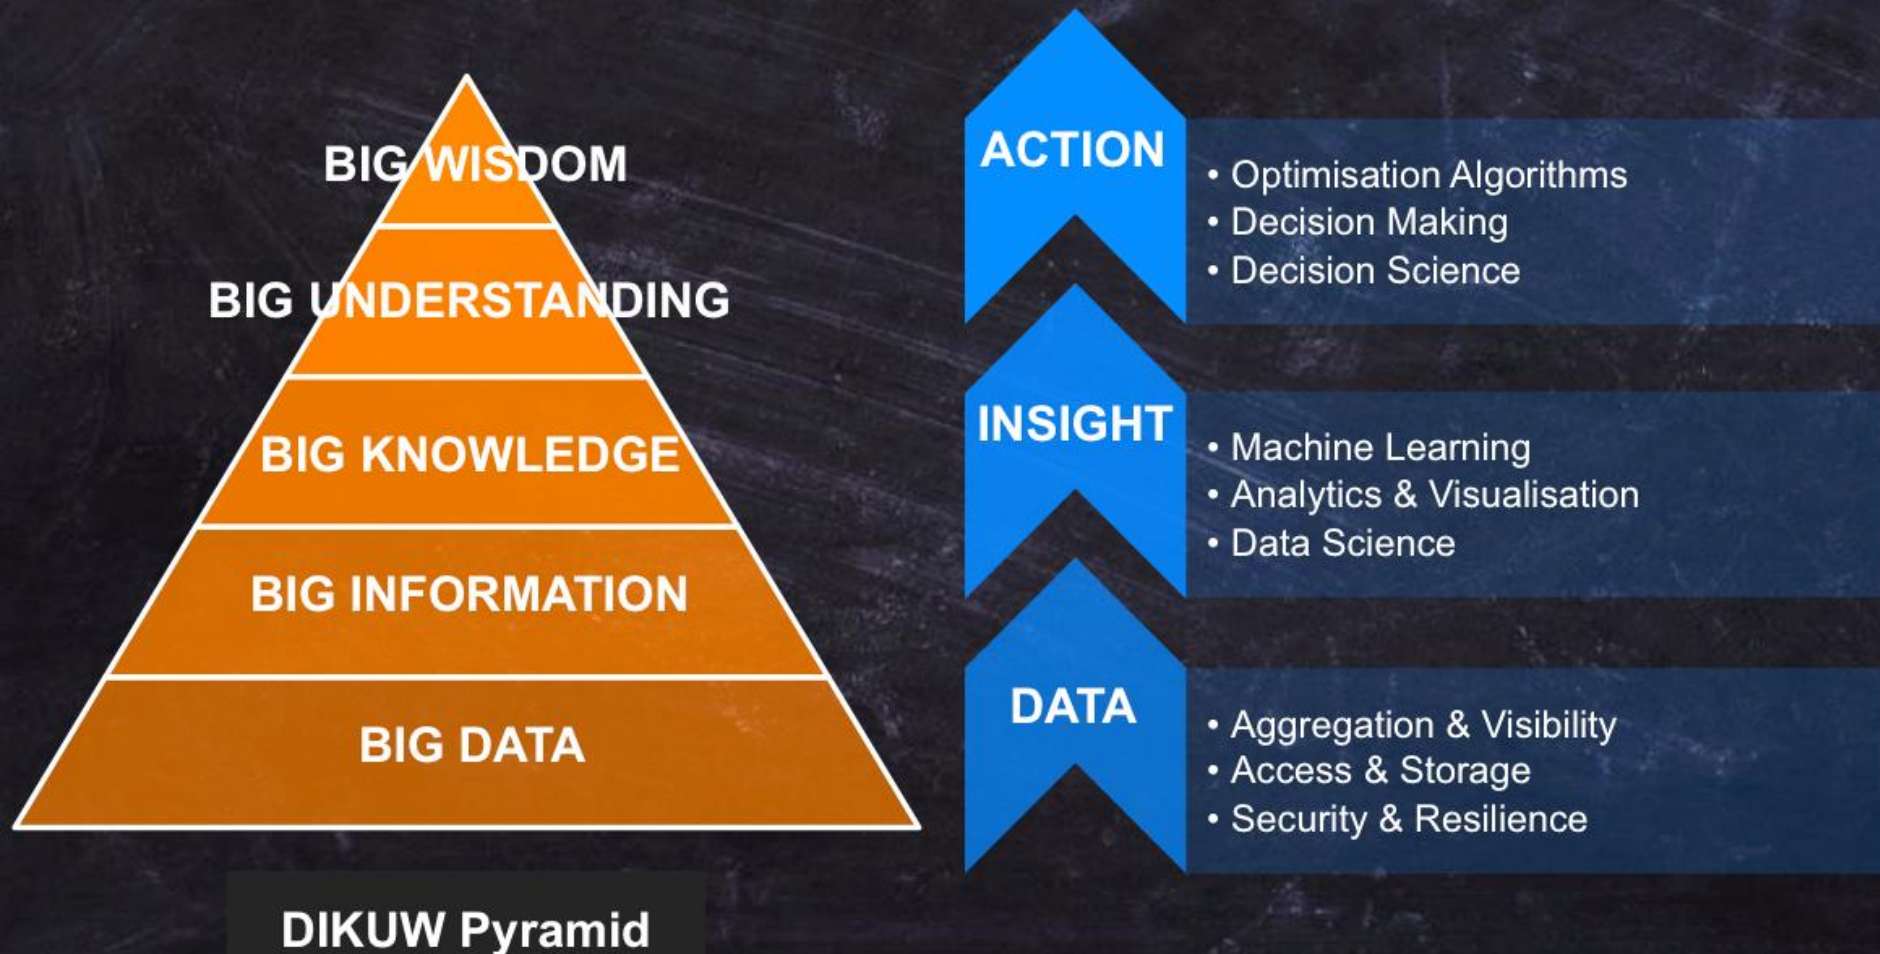 BIG WISDOM
BIG UNDERSTANDING
BIG KNOWLEDGE
BIG INFORMATION
BIG DATA
DIKUW Pyramid
ACTION
• Optimisation Algorithms
• Decision Making
• Decision Science
INSIGHT
• Machine Learning
• Analytics & Visualisation
• Data Science
DATA
• Aggregation & Visibility
• Access & Storage
• Security & Resilience